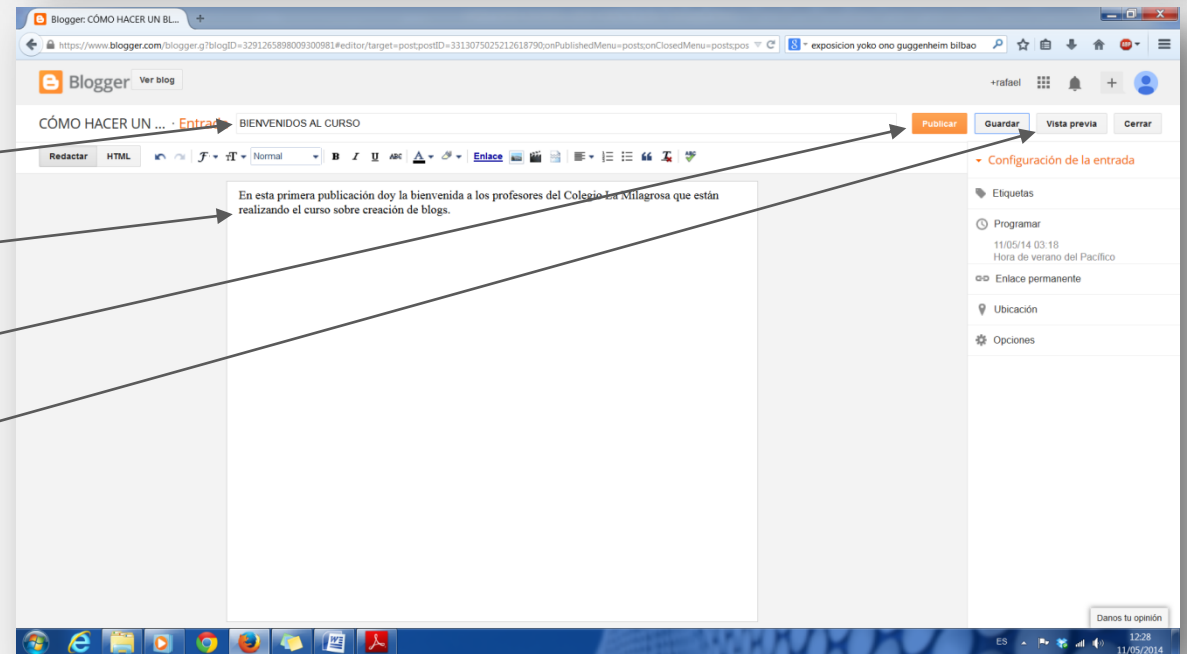 Blogger: CÓMO HACER UN BL...
https://www.blogger.com/blogger.g?blogID=3291265898009300981#editor/target=post;postID=3313075025212618790;onPublishedMenu=posts;onClosedMenu=posts;pos
exposicion yoko ono guggenheim bilbao
Blogger Ver blog
+rafael
CÓMO HACER UN ... · Entrada BIENVENIDOS AL CURSO
Publicar Guardar Vista previa Cerrar
Redactar HTML Normal B I U ABC A Enlace
Configuración de la entrada
En esta primera publicación doy la bienvenida a los profesores del Colegio La Milagrosa que están
realizando el curso sobre creación de blogs.
Etiquetas
Programar
11/05/14 03:18
Hora de verano del Pacífico
Enlace permanente
Ubicación
Opciones
Danos tu opinión
ES 12:28
11/05/2014